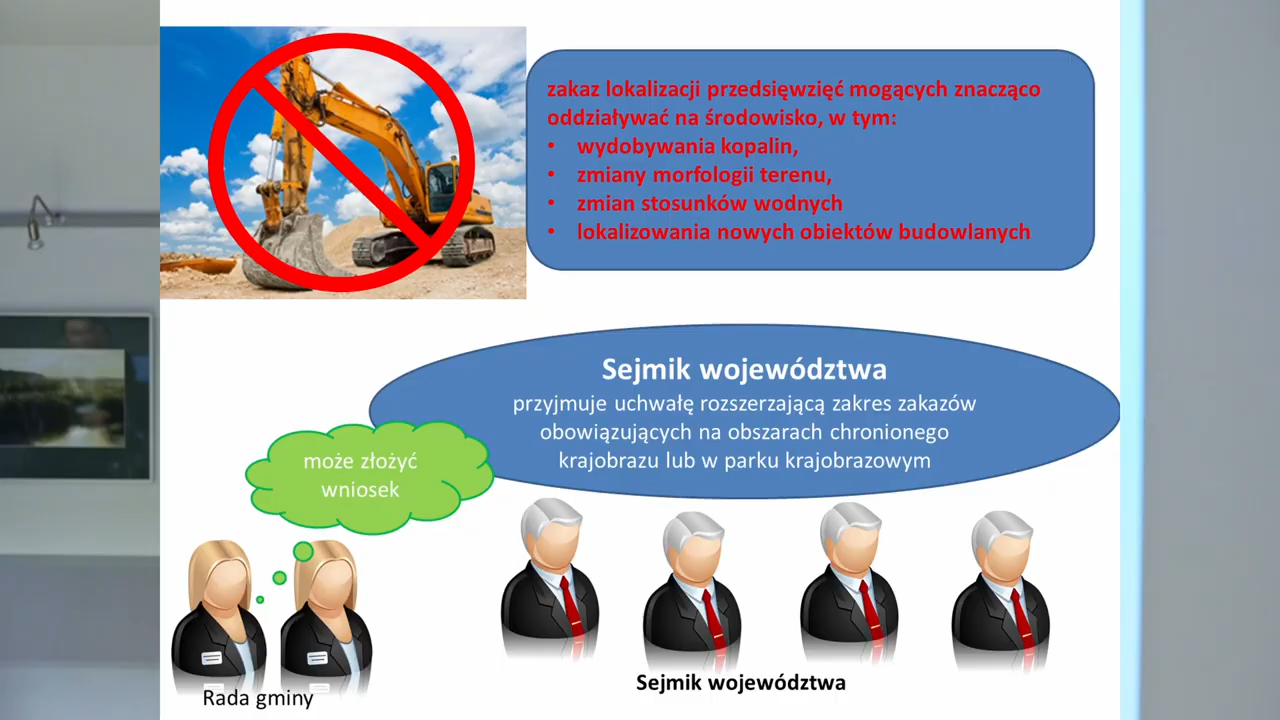 zakaz lokalizacji przedsięwzięć mogących znacząco
oddziaływać na środowisko, w tym:
• wydobywania kopalin,
• zmiany morfologii terenu,
• zmian stosunków wodnych
• lokalizowania nowych obiektów budowlanych
Sejmik województwa
przyjmuje uchwałę rozszerzającą zakres zakazów
obowiązujących na obszarach chronionego
krajobrazu lub w parku krajobrazowym
może złożyć
wniosek
Rada gminy
Sejmik województwa